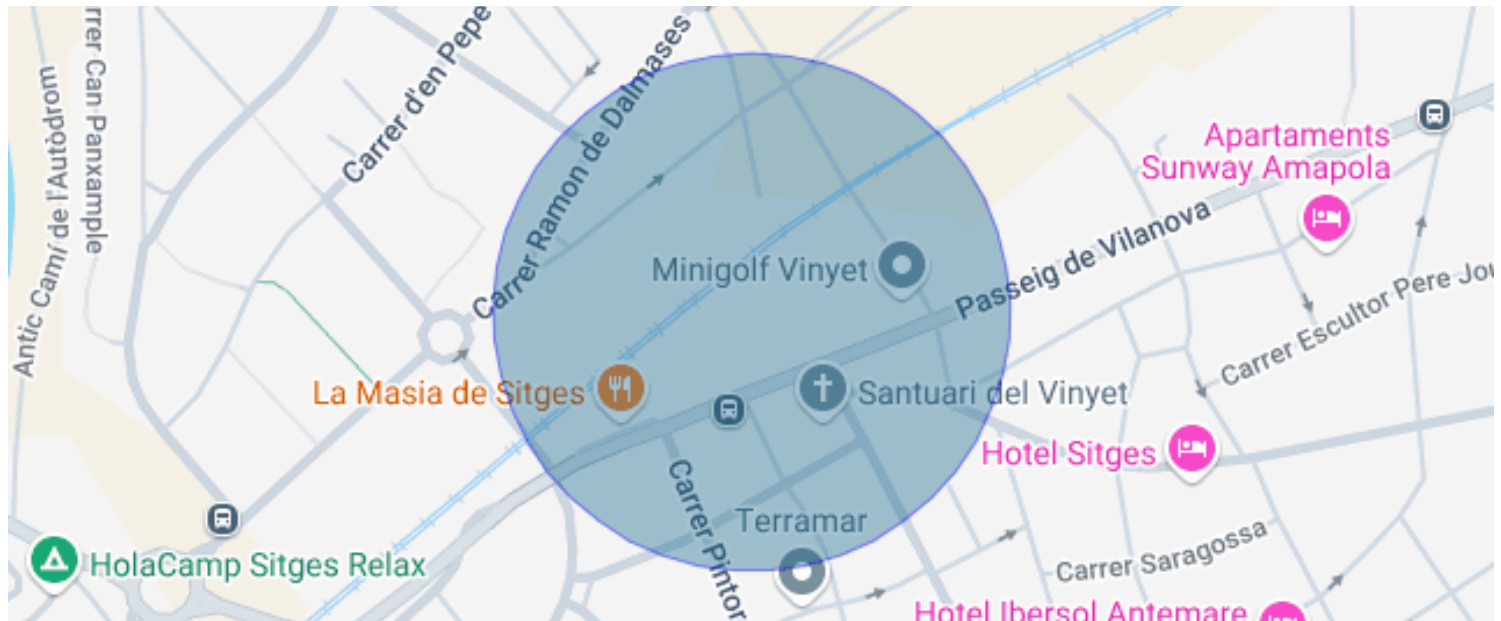 rrer Can Panxample
Antic Camí de l'Autòdrom
Carrer d'en Pepe
Carrer Ramon de Dalmases
Apartaments
Sunway Amapola
Minigolf Vinyet
Passeig de Vilanova
Carrer Escultor Pere Jou
La Masia de Sitges
Santuari del Vinyet
Hotel Sitges
Carrer Pintor
Terramar
HolaCamp Sitges Relax
Carrer Saragossa
Hotel Ibersol Antemare